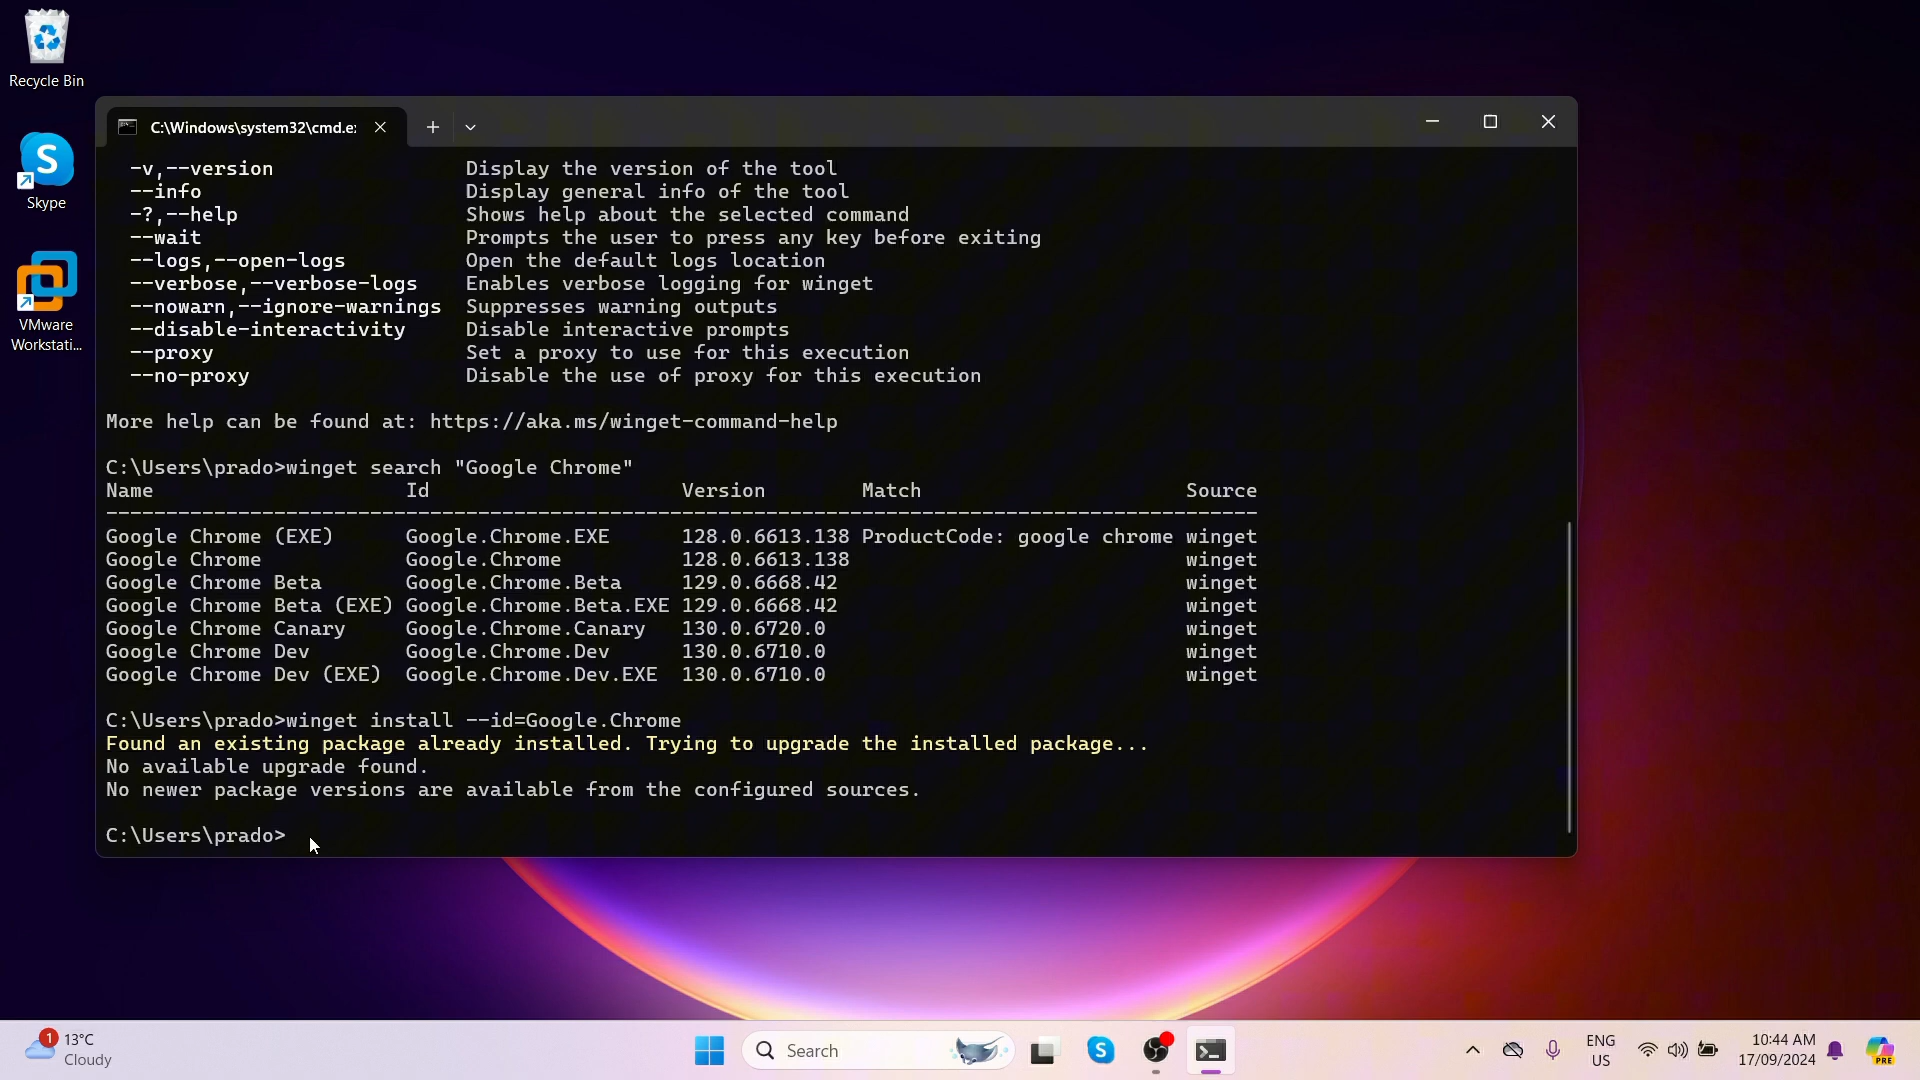 Recycle Bin
Skype
VMware
Workstati...
C:\Windows\system32\cmd.e:
-v,--version Display the version of the tool
--info Display general info of the tool
-?,--help Shows help about the selected command
--wait Prompts the user to press any key before exiting
--logs,--open-logs Open the default logs location
--verbose,--verbose-logs Enables verbose logging for winget
--nowarn,--ignore-warnings Suppresses warning outputs
--disable-interactivity Disable interactive prompts
--proxy Set a proxy to use for this execution
--no-proxy Disable the use of proxy for this execution
More help can be found at: https://aka.ms/winget-command-help
C:\Users\prado>winget search "Google Chrome"
Name Id Version Match Source
Google Chrome (EXE) Google.Chrome.EXE 128.0.6613.138 ProductCode: google chrome winget
Google Chrome Google.Chrome 128.0.6613.138 winget
Google Chrome Beta Google.Chrome.Beta 129.0.6668.42 winget
Google Chrome Beta (EXE) Google.Chrome.Beta.EXE 129.0.6668.42 winget
Google Chrome Canary Google.Chrome.Canary 130.0.6720.0 winget
Google Chrome Dev Google.Chrome.Dev 130.0.6710.0 winget
Google Chrome Dev (EXE) Google.Chrome.Dev.EXE 130.0.6710.0 winget
C:\Users\prado>winget install --id=Google.Chrome
Found an existing package already installed. Trying to upgrade the installed package...
No available upgrade found.
No newer package versions are available from the configured sources.
C:\Users\prado>
1
13°C
Cloudy
Search
ENG
US
10:44 AM
17/09/2024
PRE